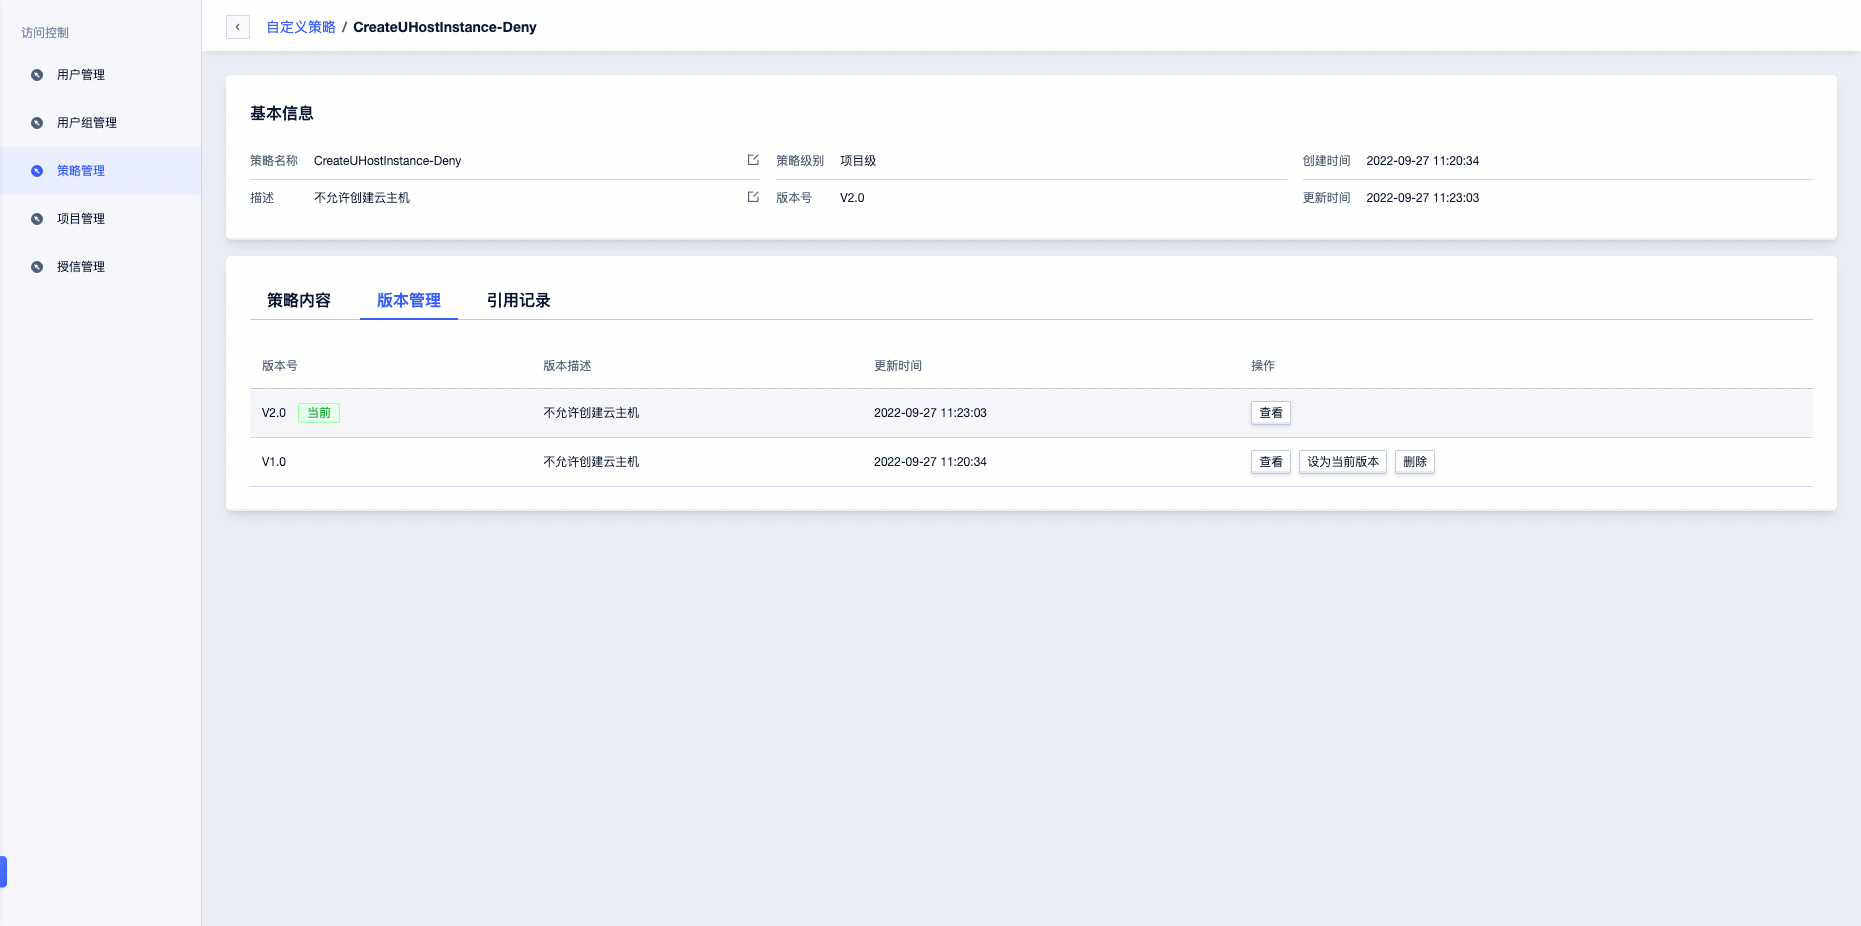 访问控制
用户管理
用户组管理
策略管理
项目管理
授信管理
自定义策略 / CreateUHostInstance-Deny
基本信息
策略名称 CreateUHostInstance-Deny 策略级别 项目级 创建时间 2022-09-27 11:20:34
描述 不允许创建云主机 版本号 V2.0 更新时间 2022-09-27 11:23:03
策略内容 版本管理 引用记录
版本号 版本描述 更新时间 操作
V2.0 当前 不允许创建云主机 2022-09-27 11:23:03 查看
V1.0 不允许创建云主机 2022-09-27 11:20:34 查看 设为当前版本 删除